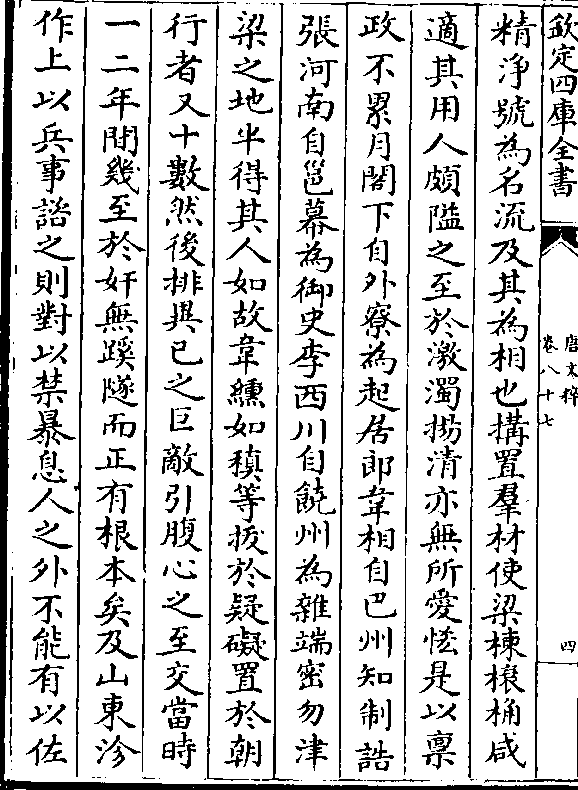 欽定四庫全書
唐文粹
卷八十七
四
精淨號為名流及其為相也搆置羣材使梁棟榱桷咸
適其用人頗隘之至於激濁揚清亦無所愛恡是以稟
政不累月閣下自外寮為起居郎韋相自巴州知制誥
張河南自邕幕為御史李西川自饒州為雜端密勿津
梁之地半得其人如故韋纁如稹等拔於疑礙置於朝
行者又十數然後排異己之巨敵引腹心之至交當時
一二年間幾至於奸無蹊隧而正有根本矣及山東沴
作上以兵事諮之則對以禁暴息人之外不能有以佐